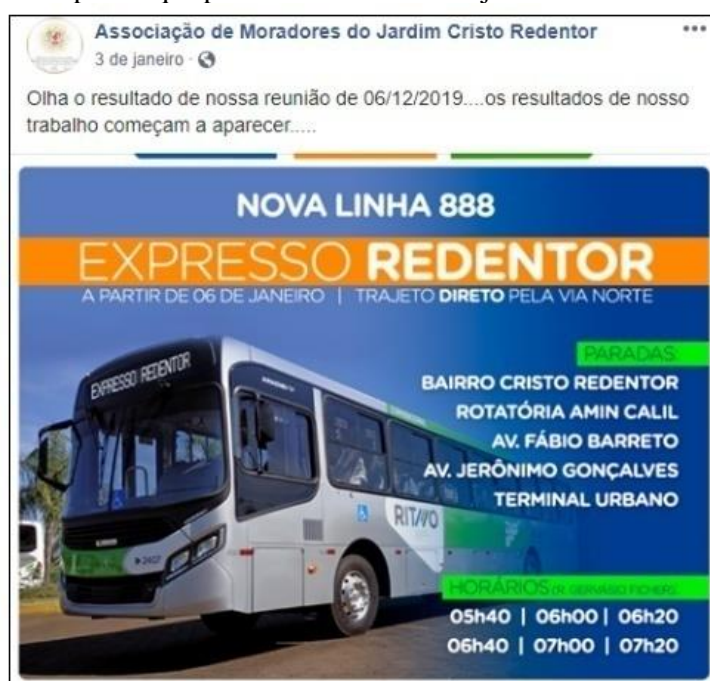 Associação de Moradores do Jardim Cristo Redentor
3 de janeiro ·
Olha o resultado de nossa reunião de 06/12/2019....os resultados de nosso
trabalho começam a aparecer.....
NOVA LINHA 888
EXPRESSO REDENTOR
A PARTIR DE 06 DE JANEIRO | TRAJETO DIRETO PELA VIA NORTE
PARADAS:
BAIRRO CRISTO REDENTOR
ROTATÓRIA AMIN CALIL
AV. FÁBIO BARRETO
AV. JERÔNIMO GONÇALVES
TERMINAL URBANO
EXPRESSO REDENTOR
RITMO
HORÁRIOS (R. GERVÁSIO FICHER):
05h40 | 06h00 | 06h20
06h40 | 07h00 | 07h20